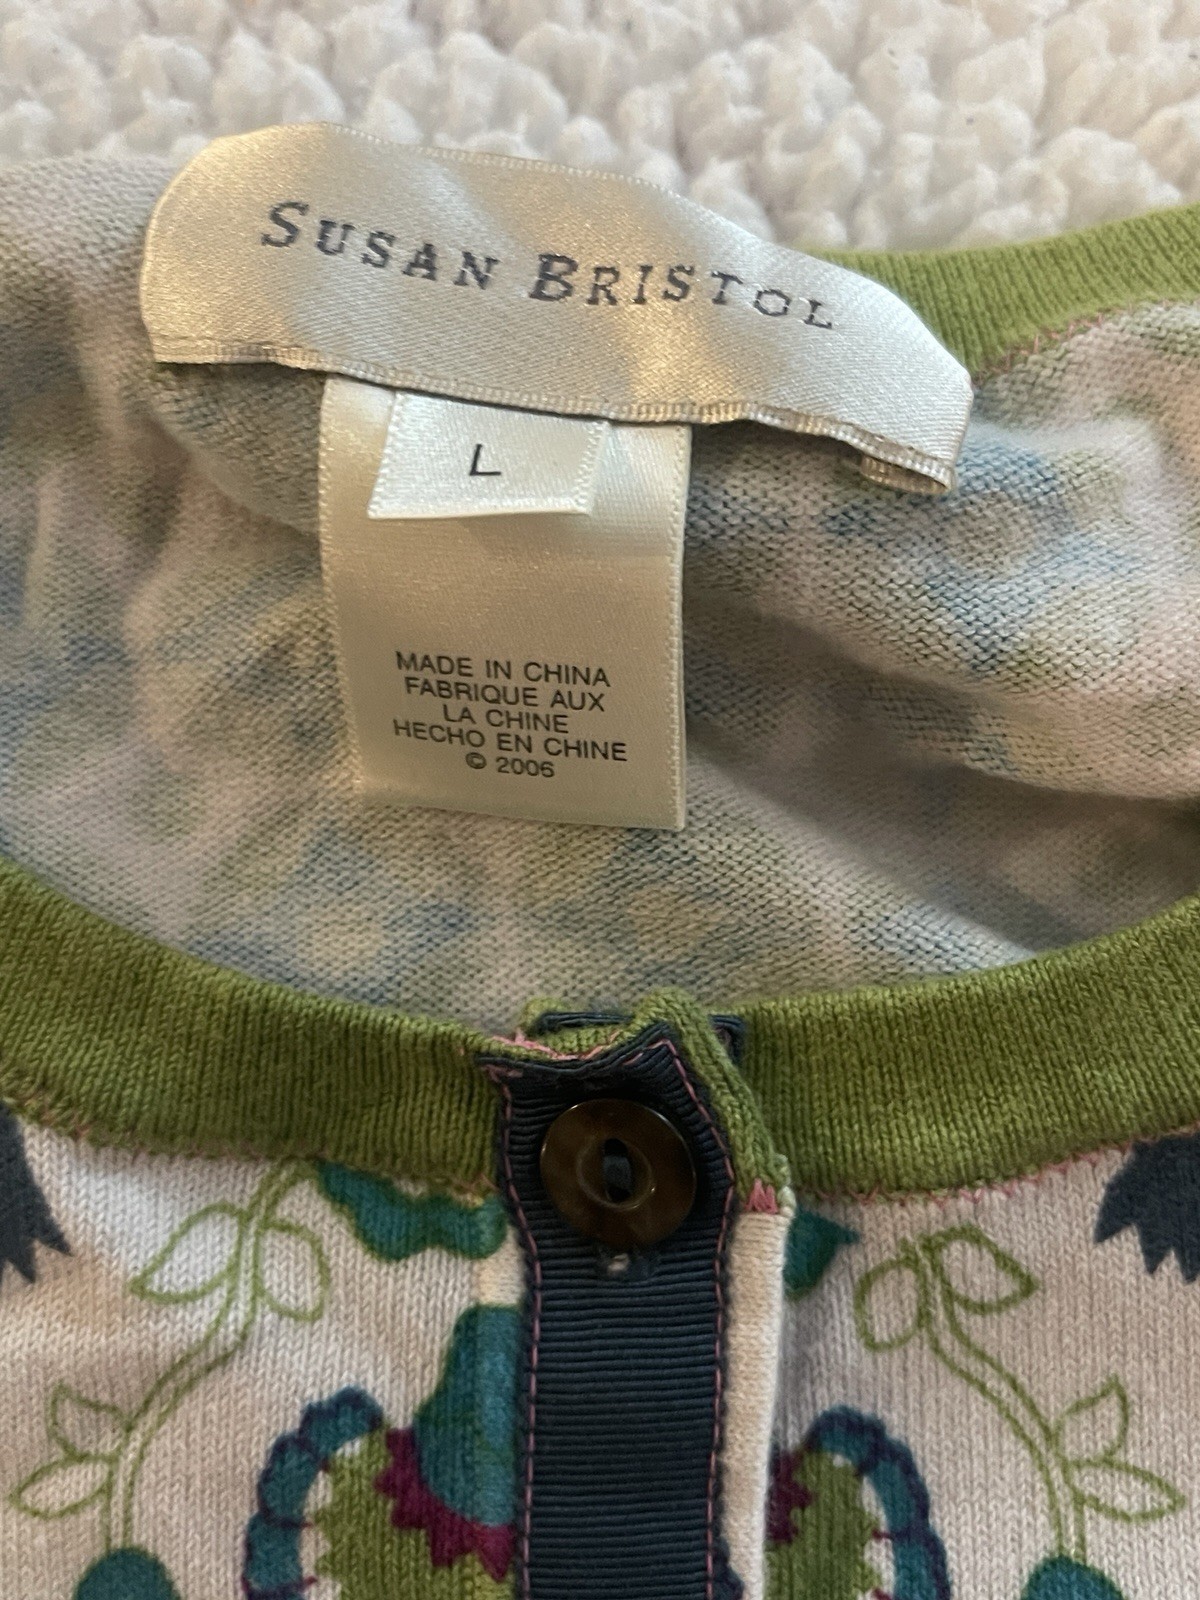 SUSAN BRISTOL
L
MADE IN CHINA
FABRIQUE AUX
LA CHINE
HECHO EN CHINE
© 2006